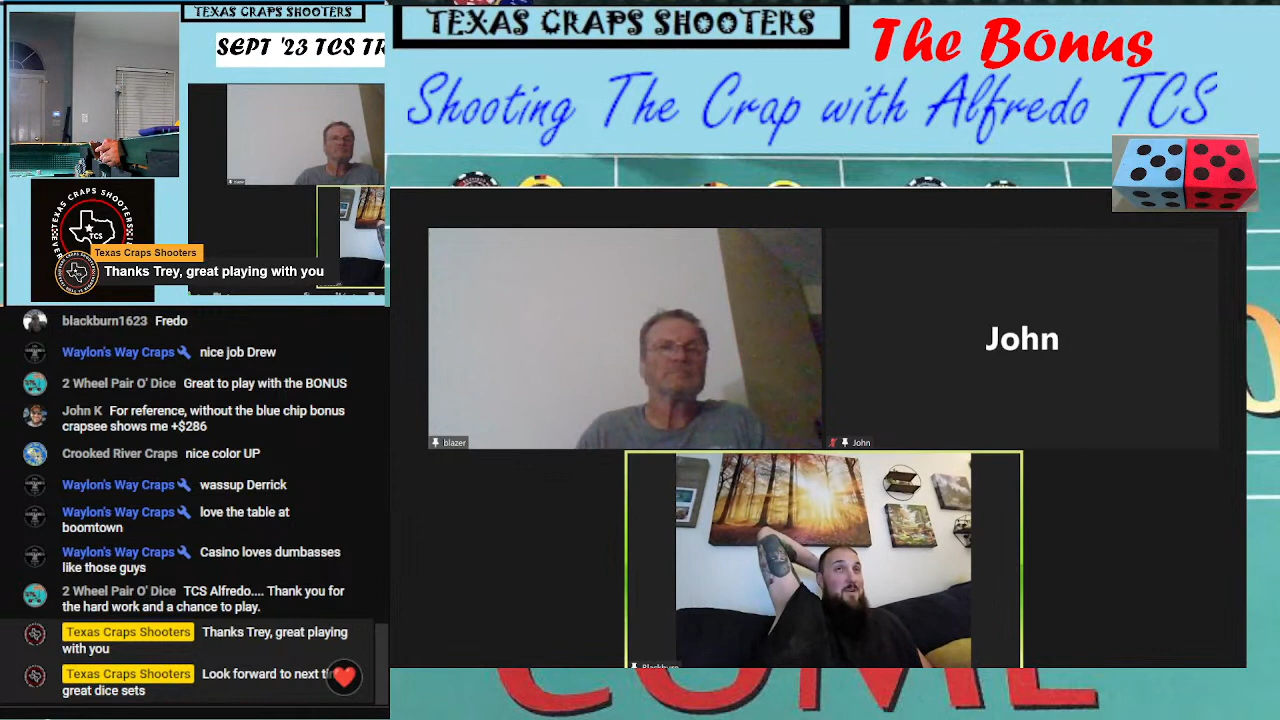 TEXAS CRAPS SHOOTERS
SEPT '23 TCS TR
TEXAS CRAPS SHOOTERS
TCS
Texas Craps Shooters
Thanks Trey, great playing with you
blackburn1623 Fredo
Waylon's Way Craps nice job Drew
2 Wheel Pair O' Dice Great to play with the BONUS
John K For reference, without the blue chip bonus
crapsee shows me +$286
Crooked River Craps nice color UP
Waylon's Way Craps wassup Derrick
Waylon's Way Craps love the table at
boomtown
Waylon's Way Craps Casino loves dumbasses
like those guys
2 Wheel Pair O' Dice TCS Alfredo.... Thank you for
the hard work and a chance to play.
Texas Craps Shooters Thanks Trey, great playing
with you
Texas Craps Shooters Look forward to next
great dice sets
TEXAS CRAPS SHOOTERS
The Bonus
Shooting The Crap with Alfredo TCS
John
blazer
John
Blackburn
COME